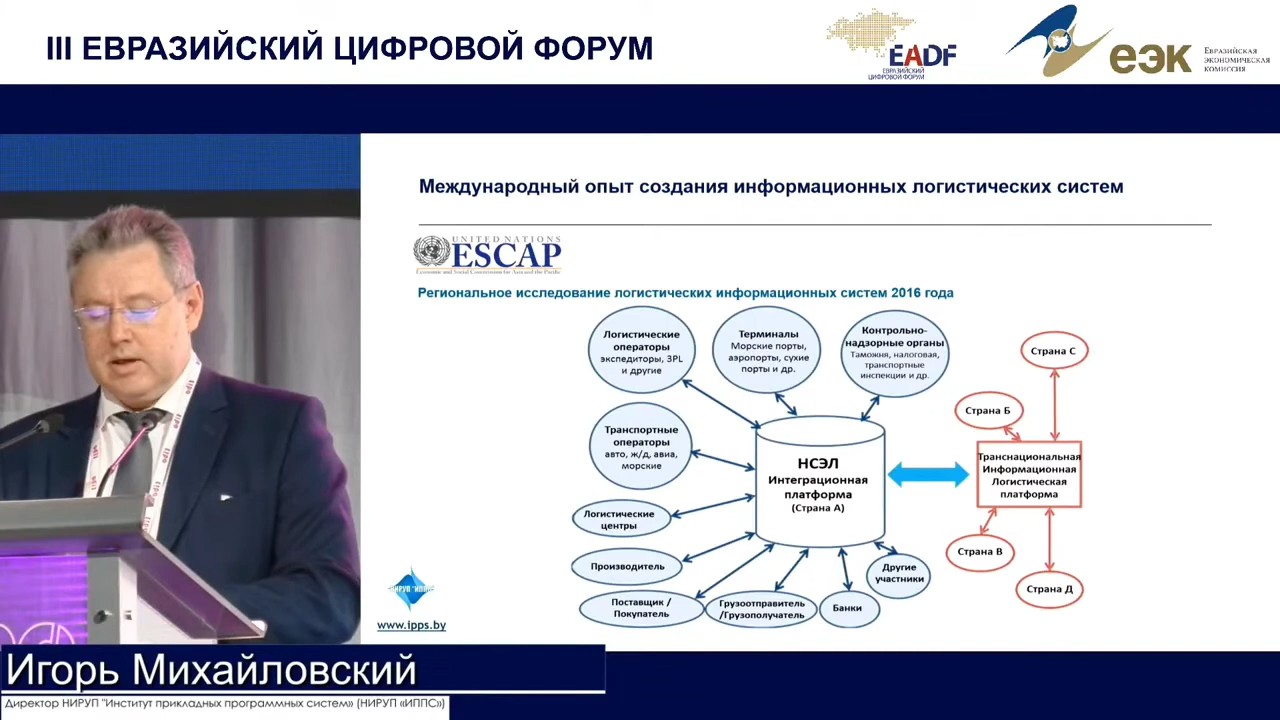 III ЕВРАЗИЙСКИЙ ЦИФРОВОЙ ФОРУМ
EADF
ЕВРАЗИЙСКИЙ
ЦИФРОВОЙ ФОРУМ
еэк
ЕВРАЗИЙСКАЯ
ЭКОНОМИЧЕСКАЯ
КОМИССИЯ
Международный опыт создания информационных логистических систем
UNITED NATIONS
ESCAP
Economic and Social Commission for Asia and the Pacific
Региональное исследование логистических информационных систем 2016 года
Логистические
операторы
экспедиторы, 3PL
и другие
Терминалы
Морские порты,
аэропорты, сухие
порты и др.
Контрольно-
надзорные органы
Таможня, налоговая,
транспортные
инспекции и др.
Транспортные
операторы
авто, ж/д, авиа,
морские
Логистические
центры
Производитель
Поставщик /
Покупатель
Грузоотправитель
/Грузополучатель
Банки
Другие
участники
НСЭЛ
Интеграционная
платформа
(Страна А)
Страна С
Страна Б
Транснациональная
Информационная
Логистическая
платформа
Страна В
Страна Д
НИРУП "ИППС"
www.ipps.by
Игорь Михайловский
Директор НИРУП "Институт прикладных программных систем» (НИРУП «ИППС»)